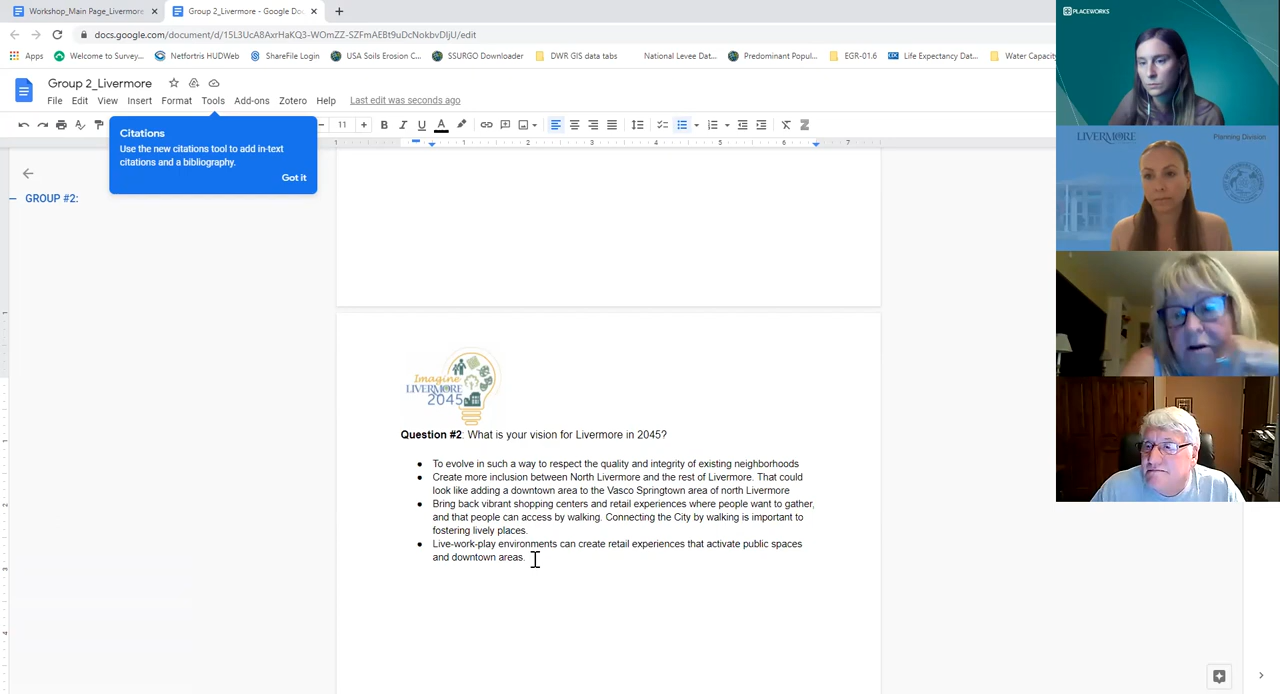 Workshop_Main Page_Livermore
Group 2_Livermore - Google Doc
docs.google.com/document/d/15L3UcA8AxrHaKQ3-WOmZZ-SZFmAEBt9uDcNokbvDIjU/edit
Apps
Welcome to Survey...
Netfortris HUDWeb
ShareFile Login
USA Soils Erosion C...
SSURGO Downloader
DWR GIS data tabs
National Levee Dat...
Predominant Popul...
EGR-01.6
Life Expectancy Dat...
Water Capacity
Group 2_Livermore
File Edit View Insert Format Tools Add-ons Zotero Help Last edit was seconds ago
11
Citations
Use the new citations tool to add in-text
citations and a bibliography.
Got it
GROUP #2:
Imagine
LIVERMORE
2045
Question #2: What is your vision for Livermore in 2045?
● To evolve in such a way to respect the quality and integrity of existing neighborhoods
● Create more inclusion between North Livermore and the rest of Livermore. That could
look like adding a downtown area to the Vasco Springtown area of north Livermore
● Bring back vibrant shopping centers and retail experiences where people want to gather,
and that people can access by walking. Connecting the City by walking is important to
fostering lively places.
● Live-work-play environments can create retail experiences that activate public spaces
and downtown areas.
PLACEWORKS
LIVERMORE
Planning Division